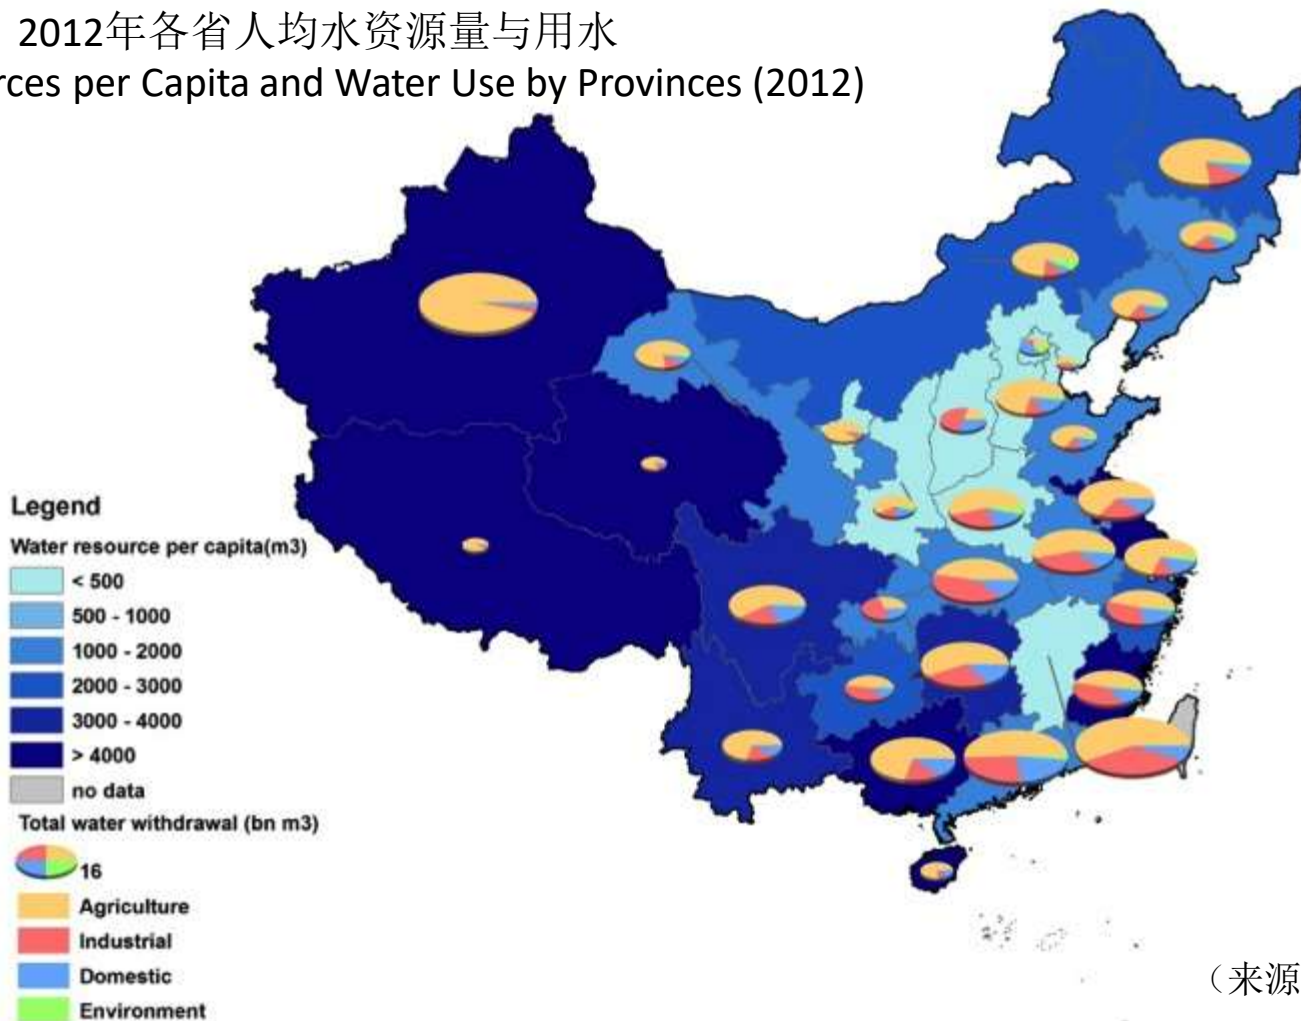 2012年各省人均水资源量与用水
rces per Capita and Water Use by Provinces (2012)
Legend
Water resource per capita(m3)
< 500
500 - 1000
1000 - 2000
2000 - 3000
3000 - 4000
> 4000
no data
Total water withdrawal (bn m3)
16
Agriculture
Industrial
Domestic
Environment
（来源